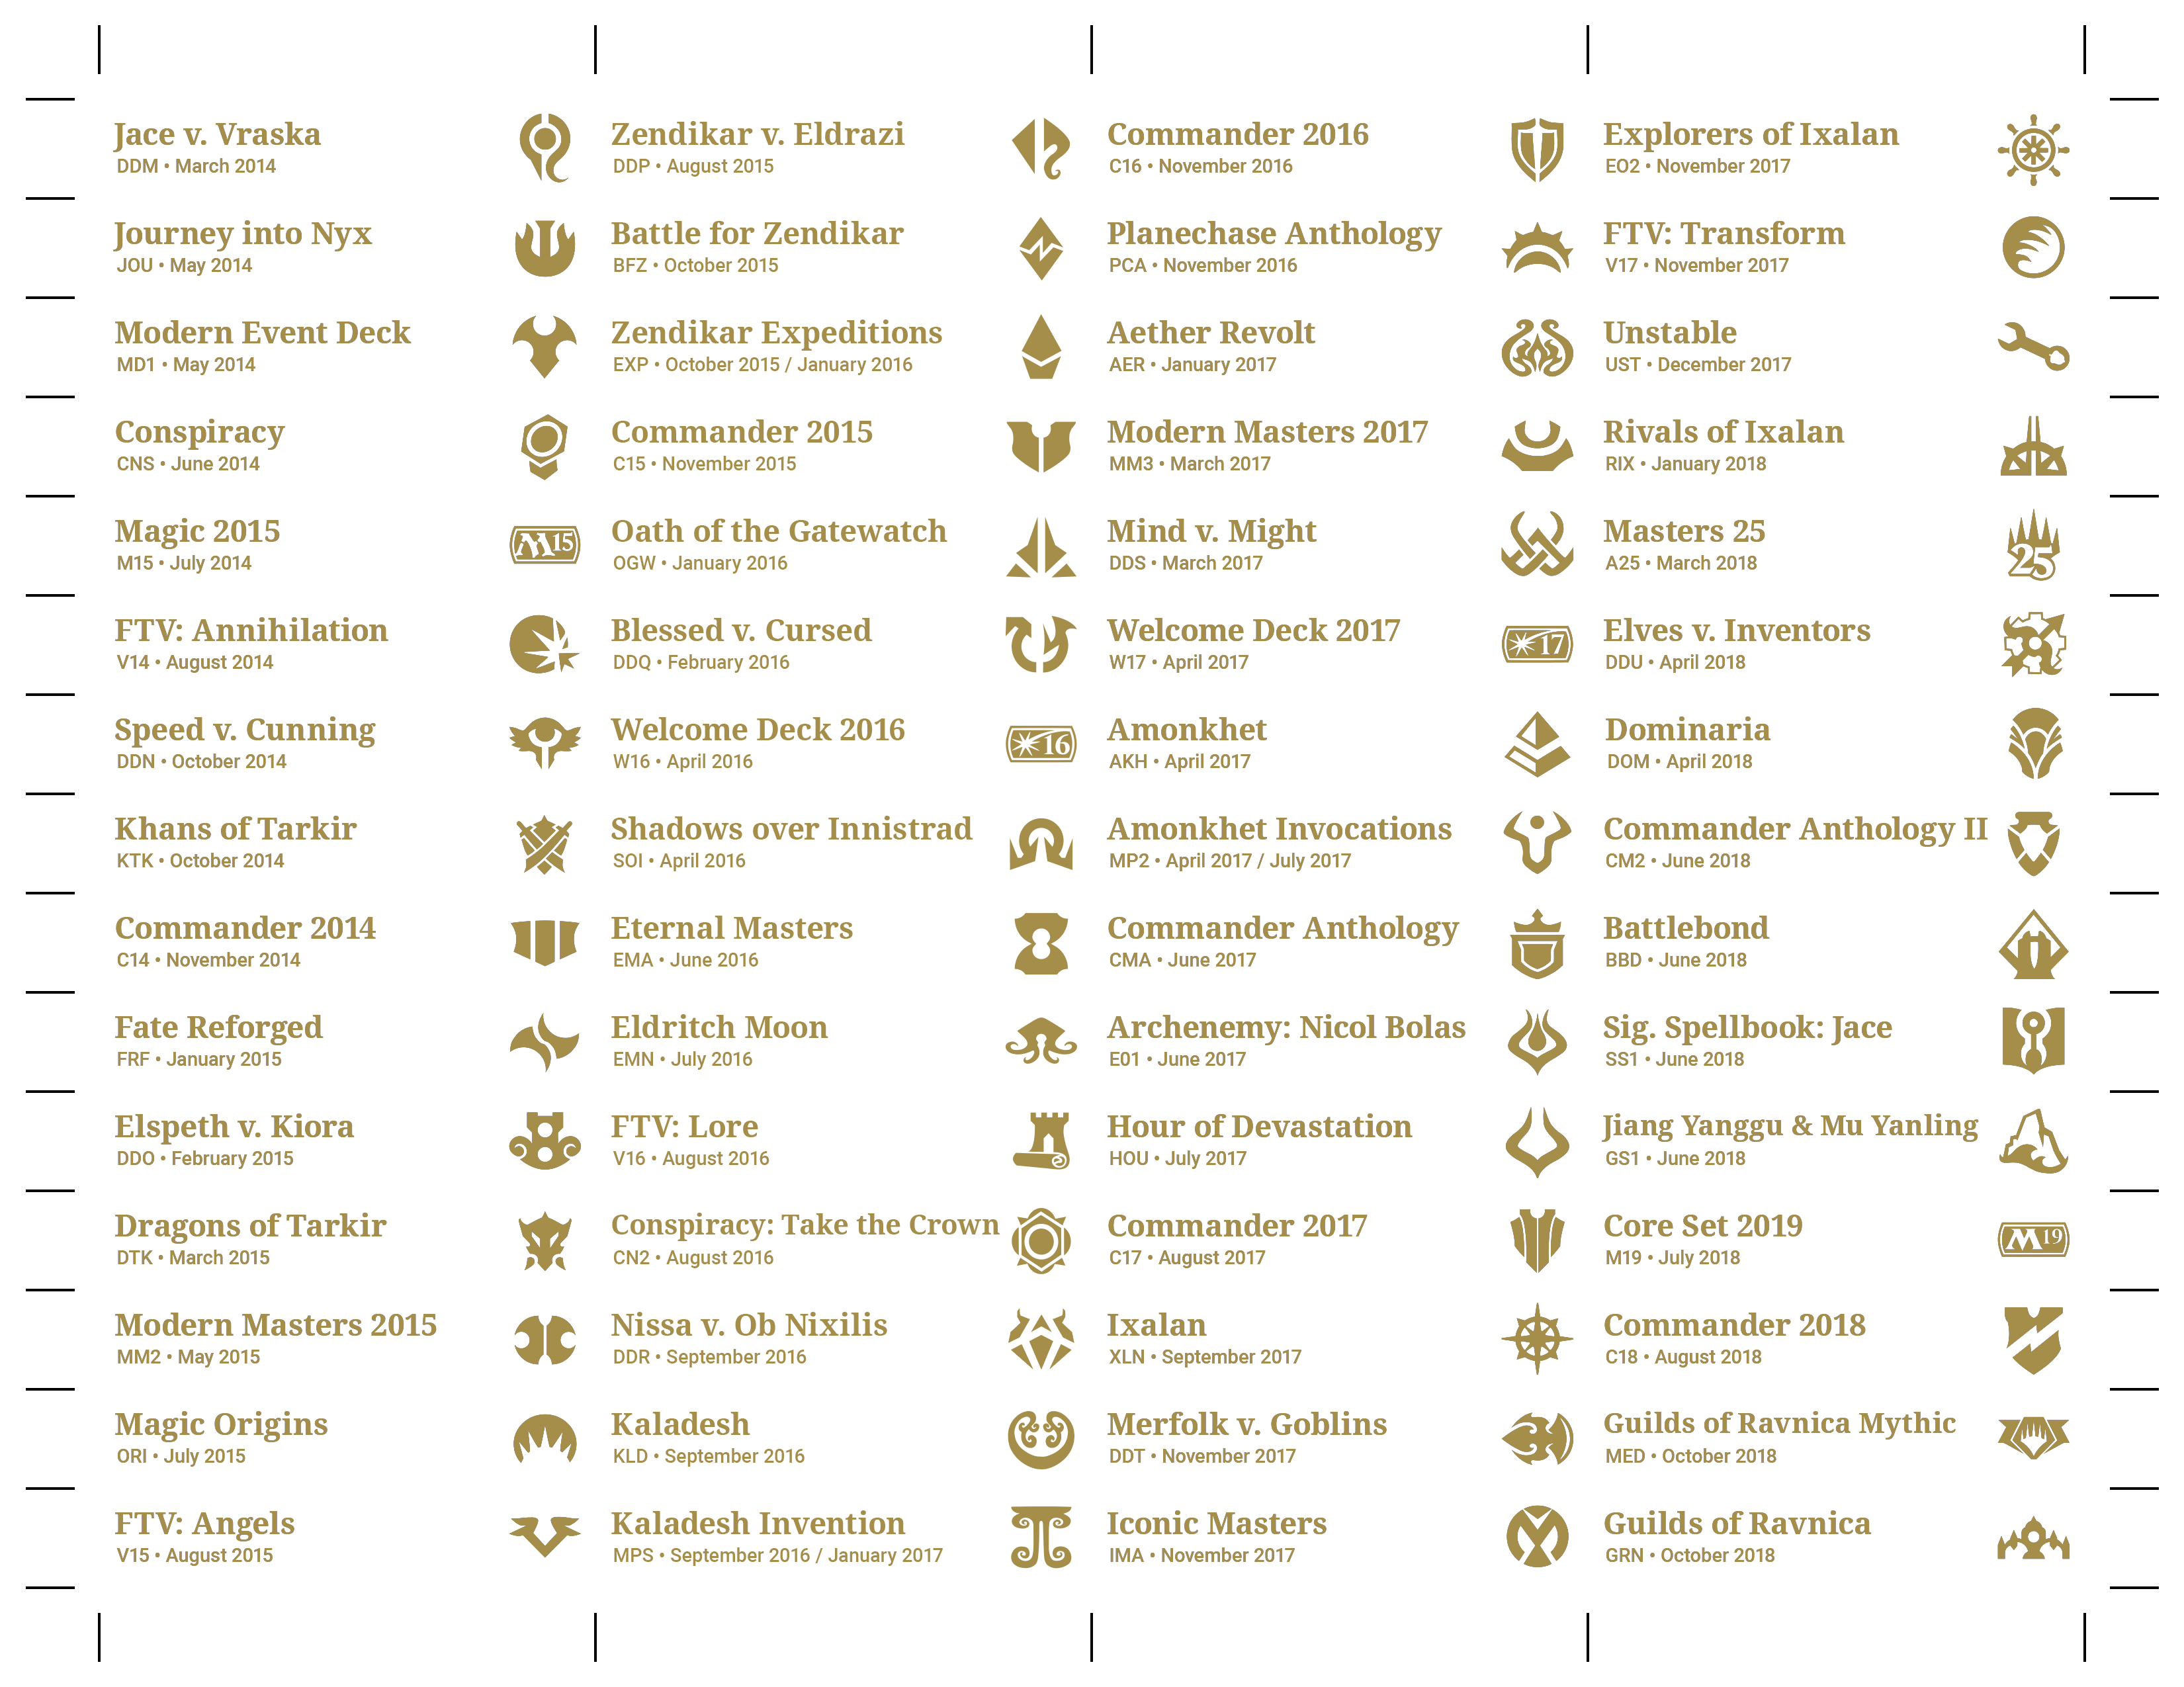 Jace v. Vraska
DDM • March 2014
Journey into Nyx
JOU • May 2014
Modern Event Deck
MD1 • May 2014
Conspiracy
CNS • June 2014
Magic 2015
M15 • July 2014
M15
FTV: Annihilation
V14 • August 2014
Speed v. Cunning
DDN • October 2014
Khans of Tarkir
KTK • October 2014
Commander 2014
C14 • November 2014
Fate Reforged
FRF • January 2015
Elspeth v. Kiora
DDO • February 2015
Dragons of Tarkir
DTK • March 2015
Modern Masters 2015
MM2 • May 2015
Magic Origins
ORI • July 2015
FTV: Angels
V15 • August 2015
Zendikar v. Eldrazi
DDP • August 2015
Battle for Zendikar
BFZ • October 2015
Zendikar Expeditions
EXP • October 2015 / January 2016
Commander 2015
C15 • November 2015
Oath of the Gatewatch
OGW • January 2016
Blessed v. Cursed
DDQ • February 2016
Welcome Deck 2016
W16 • April 2016
16
Shadows over Innistrad
SOI • April 2016
Eternal Masters
EMA • June 2016
Eldritch Moon
EMN • July 2016
FTV: Lore
V16 • August 2016
Conspiracy: Take the Crown
CN2 • August 2016
Nissa v. Ob Nixilis
DDR • September 2016
Kaladesh
KLD • September 2016
Kaladesh Invention
MPS • September 2016 / January 2017
Commander 2016
C16 • November 2016
Planechase Anthology
PCA • November 2016
Aether Revolt
AER • January 2017
Modern Masters 2017
MM3 • March 2017
Mind v. Might
DDS • March 2017
Welcome Deck 2017
W17 • April 2017
17
Amonkhet
AKH • April 2017
Amonkhet Invocations
MP2 • April 2017 / July 2017
Commander Anthology
CMA • June 2017
Archenemy: Nicol Bolas
E01 • June 2017
Hour of Devastation
HOU • July 2017
Commander 2017
C17 • August 2017
Ixalan
XLN • September 2017
Merfolk v. Goblins
DDT • November 2017
Iconic Masters
IMA • November 2017
Explorers of Ixalan
EO2 • November 2017
FTV: Transform
V17 • November 2017
Unstable
UST • December 2017
Rivals of Ixalan
RIX • January 2018
Masters 25
A25 • March 2018
25
Elves v. Inventors
DDU • April 2018
Dominaria
DOM • April 2018
Commander Anthology II
CM2 • June 2018
Battlebond
BBD • June 2018
Sig. Spellbook: Jace
SS1 • June 2018
Jiang Yanggu & Mu Yanling
GS1 • June 2018
Core Set 2019
M19 • July 2018
M19
Commander 2018
C18 • August 2018
Guilds of Ravnica Mythic
MED • October 2018
Guilds of Ravnica
GRN • October 2018